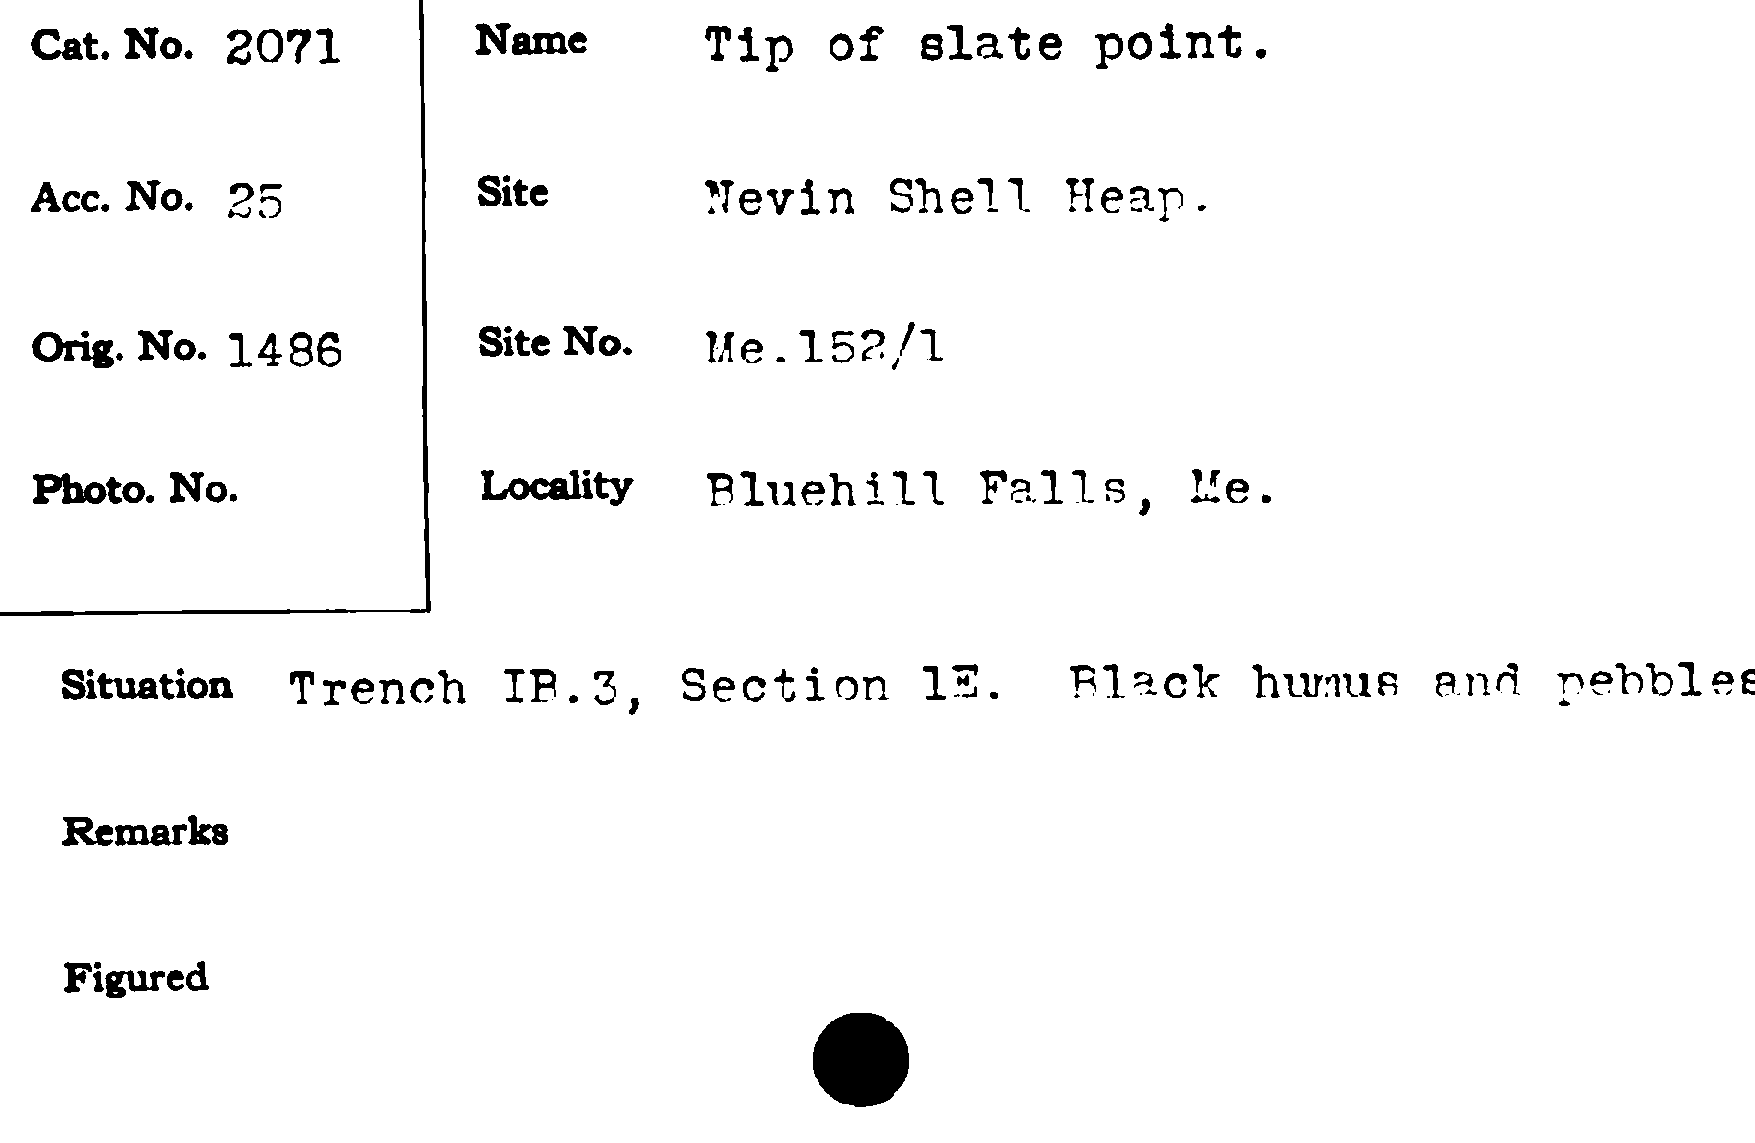 Cat. No. 2071 Name Tip of slate point.
Acc. No. 25 Site Nevin Shell Heap.
Orig. No. 1486 Site No. Me.152/1
Photo. No. Locality Bluehill Falls, Me.
Situation Trench IB.3, Section 1E. Black humus and pebbles
Remarks
Figured